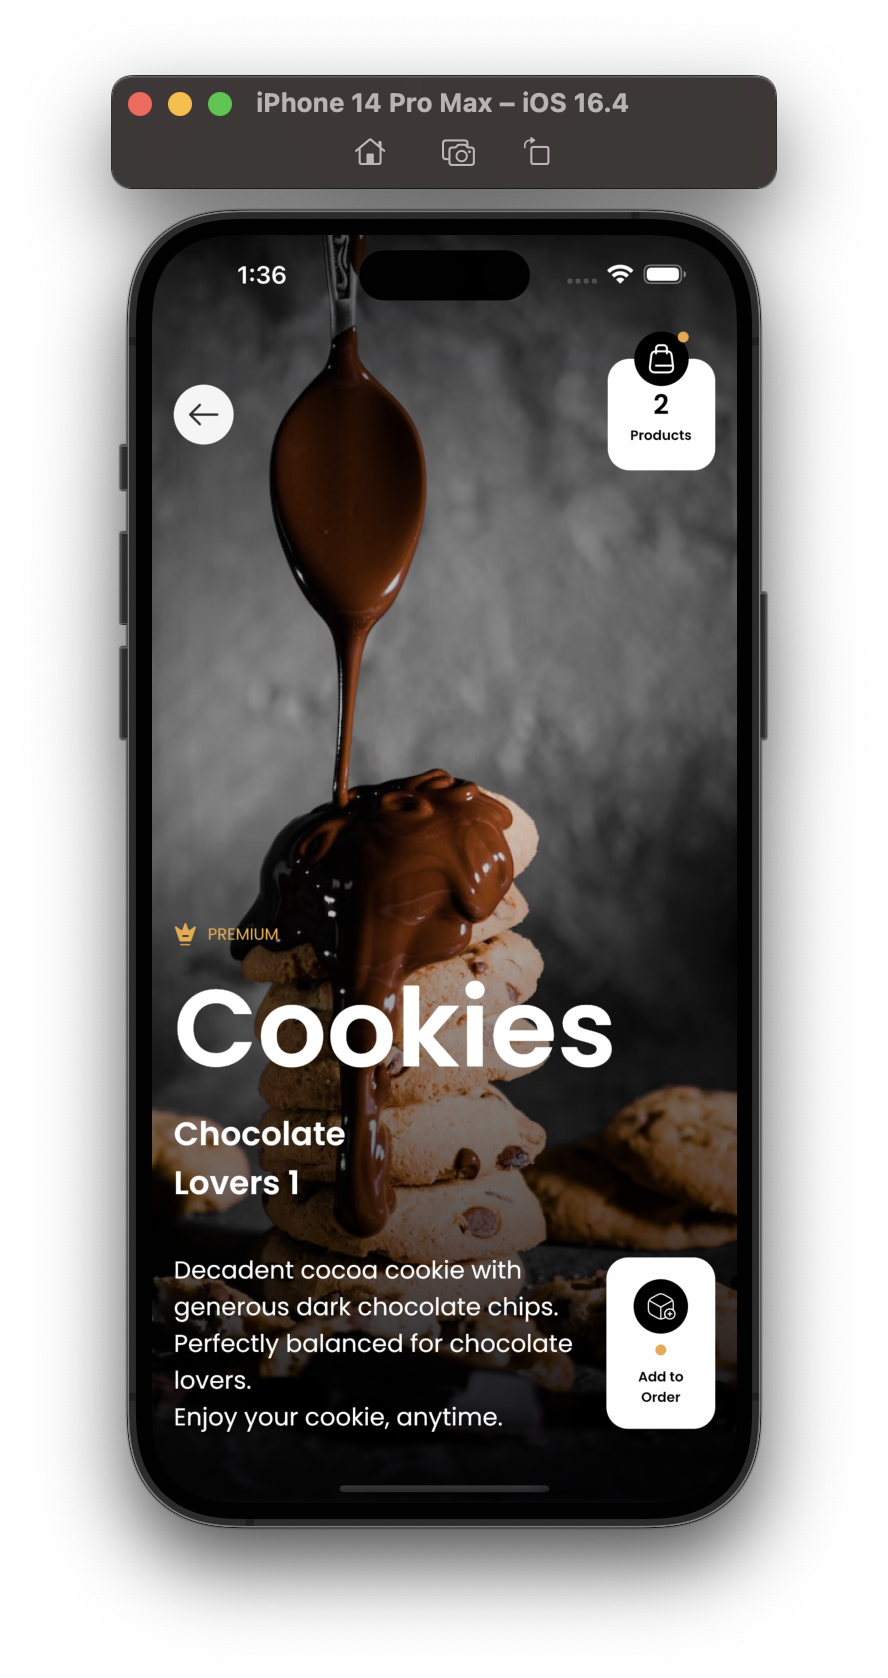 iPhone 14 Pro Max – iOS 16.4
1:36
2
Products
PREMIUM
Cookies
Chocolate
Lovers 1
Decadent cocoa cookie with
generous dark chocolate chips.
Perfectly balanced for chocolate
lovers.
Enjoy your cookie, anytime.
Add to
Order